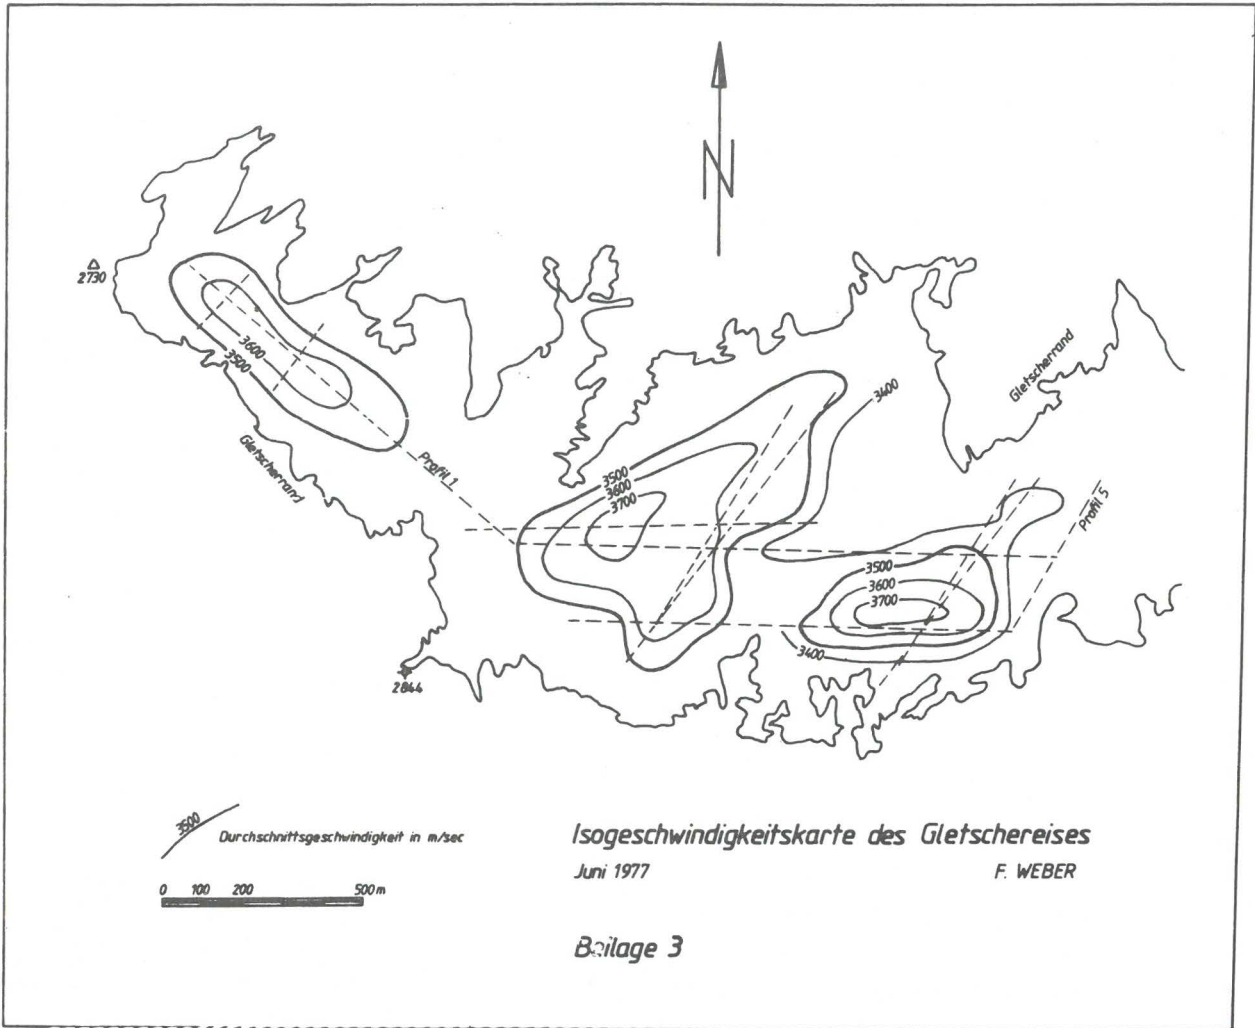 N
2730
3600
3500
Gletscherrand
Profil 1
3500
3600
3700
3400
Gletscherrand
Profil 5
3500
3600
3700
3400
2844
3500
Durchschnittsgeschwindigkeit in m/sec
0 100 200 500m
Isogeschwindigkeitskarte des Gletschereises
Juni 1977 F. WEBER
Beilage 3